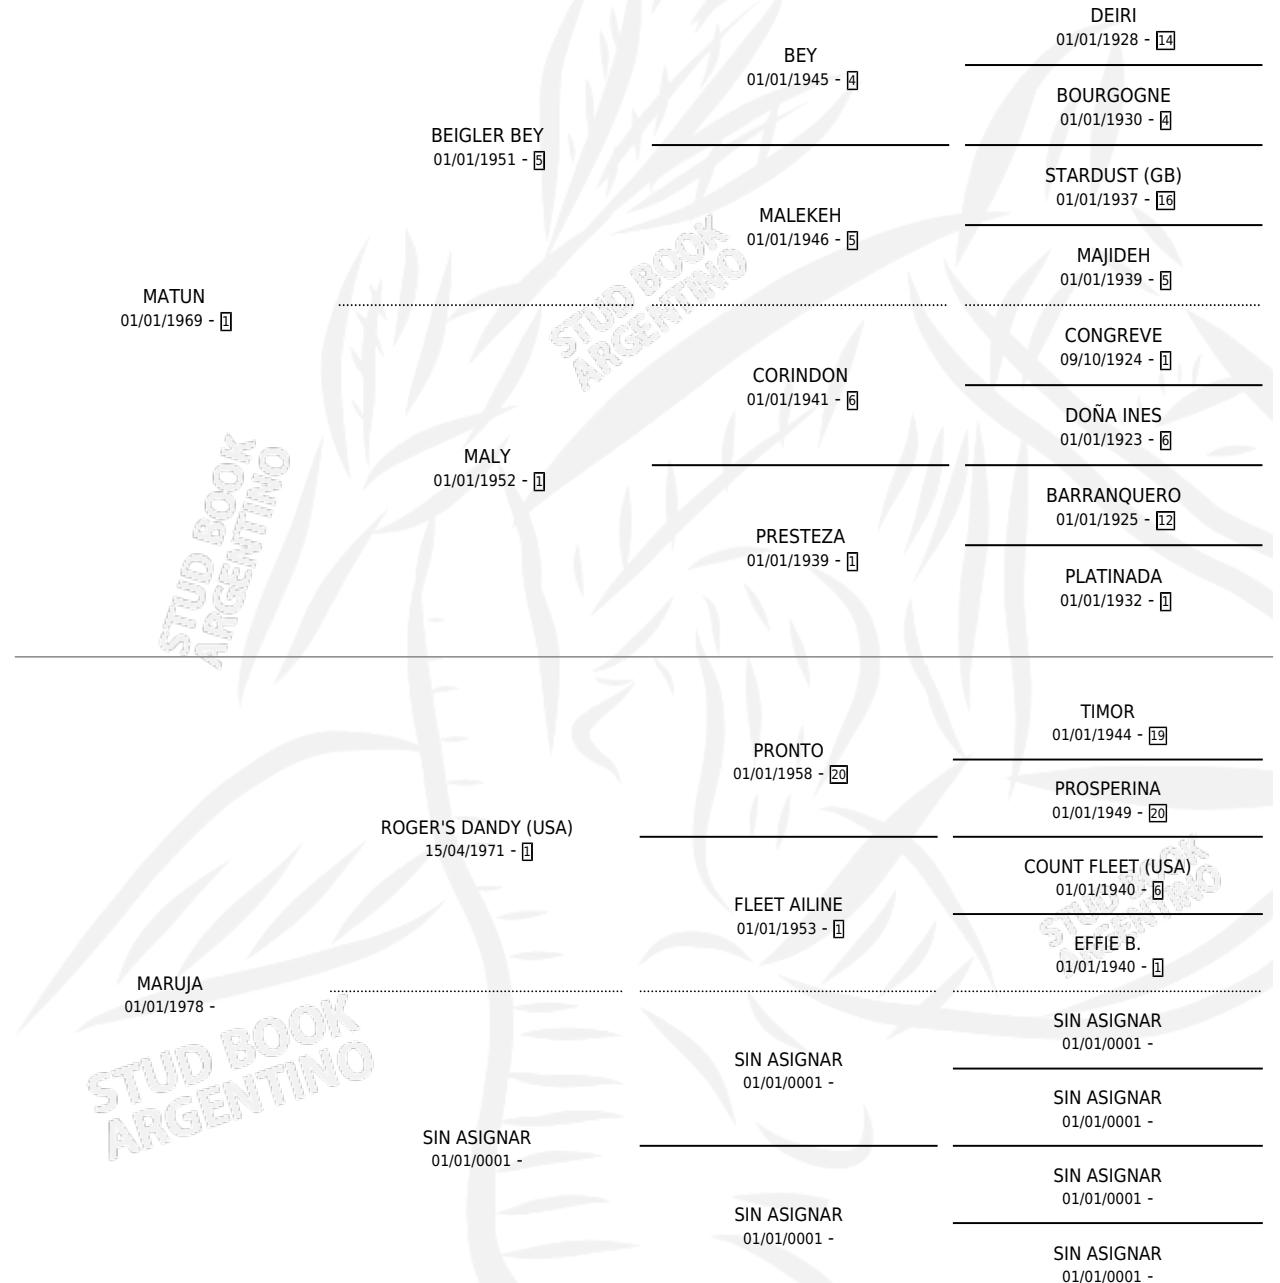 DEIRI
01/01/1928 - 14
BEY
01/01/1945 - 4
BOURGOGNE
01/01/1930 - 4
BEIGLER BEY
01/01/1951 - 5
STARDUST (GB)
01/01/1937 - 16
MALEKEH
01/01/1946 - 5
MAJIDEH
01/01/1939 - 5
MATUN
01/01/1969 - 1
CONGREVE
09/10/1924 - 1
CORINDON
01/01/1941 - 6
DOÑA INES
01/01/1923 - 6
MALY
01/01/1952 - 1
BARRANQUERO
01/01/1925 - 12
PRESTEZA
01/01/1939 - 1
PLATINADA
01/01/1932 - 1
TIMOR
01/01/1944 - 19
PRONTO
01/01/1958 - 20
PROSPERINA
01/01/1949 - 20
ROGER'S DANDY (USA)
15/04/1971 - 1
COUNT FLEET (USA)
01/01/1940 - 6
FLEET AILINE
01/01/1953 - 1
EFFIE B.
01/01/1940 - 1
MARUJA
01/01/1978 -
SIN ASIGNAR
01/01/0001 -
SIN ASIGNAR
01/01/0001 -
SIN ASIGNAR
01/01/0001 -
SIN ASIGNAR
01/01/0001 -
SIN ASIGNAR
01/01/0001 -
SIN ASIGNAR
01/01/0001 -
SIN ASIGNAR
01/01/0001 -
STUD BOOK
ARGENTINO
STUD BOOK
ARGENTINO
STUD BOOK
ARGENTINO
STUD BOOK
ARGENTINO